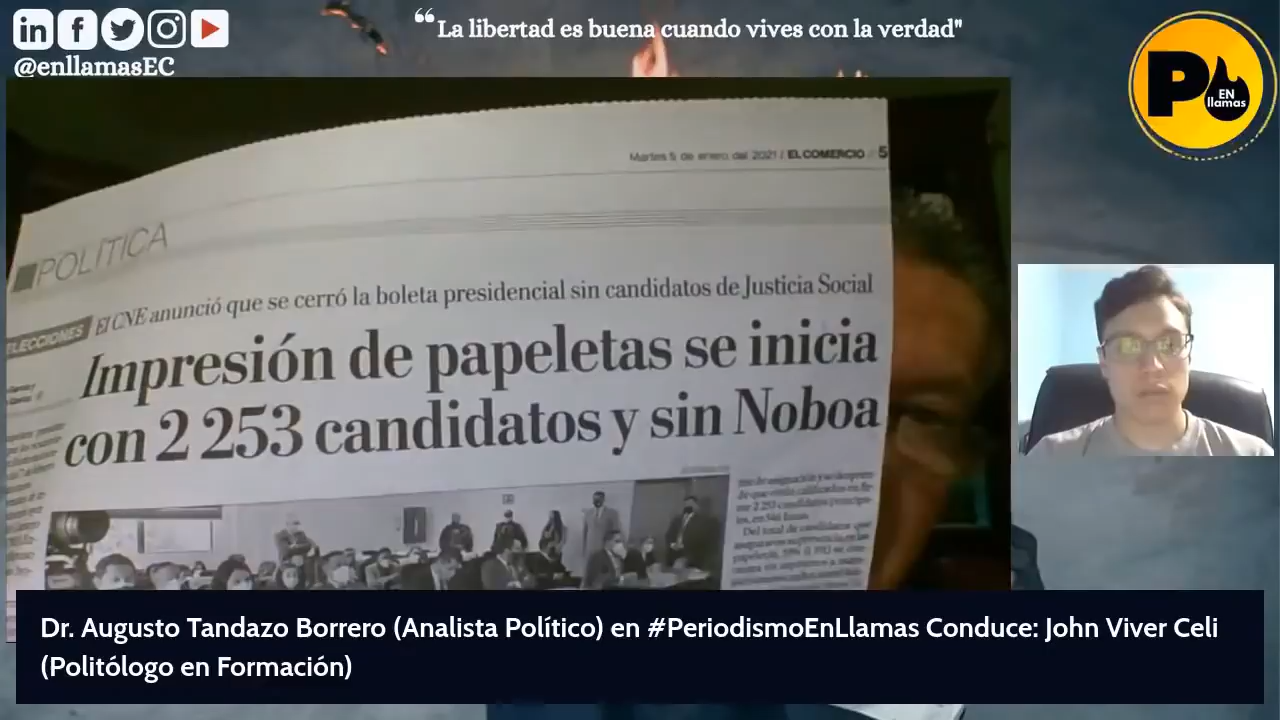 “La libertad es buena cuando vives con la verdad"
@enllamasEC
P EN llamas
Martes 5 de enero del 2021 / EL COMERCIO // 5
POLÍTICA
ELECCIONES El CNE anunció que se cerró la boleta presidencial sin candidatos de Justicia Social
Impresión de papeletas se inicia
con 2 253 candidatos y sin Noboa
Dr. Augusto Tandazo Borrero (Analista Político) en #PeriodismoEnLlamas Conduce: John Viver Celi
(Politólogo en Formación)